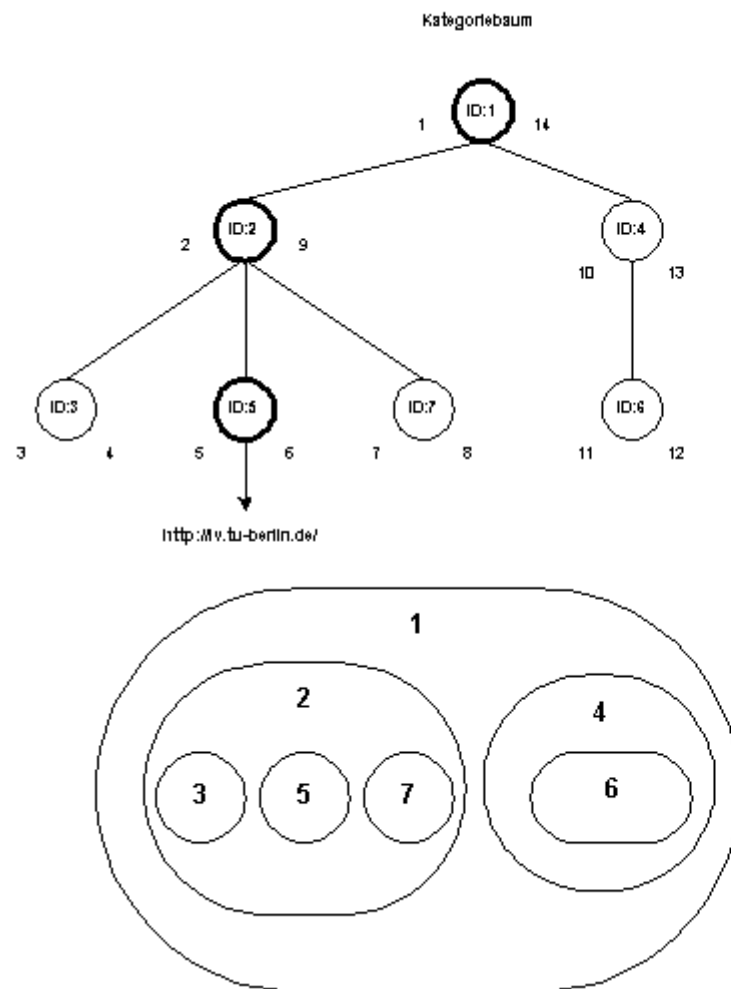 Kategoriebaum
ID:1
1 14
ID:2 ID:4
2 9
10 13
ID:3 ID:5 ID:7 ID:6
3 4 5 6 7 8 11 12
http://lv.tu-berlin.de/
1
2 4
3 5 7 6